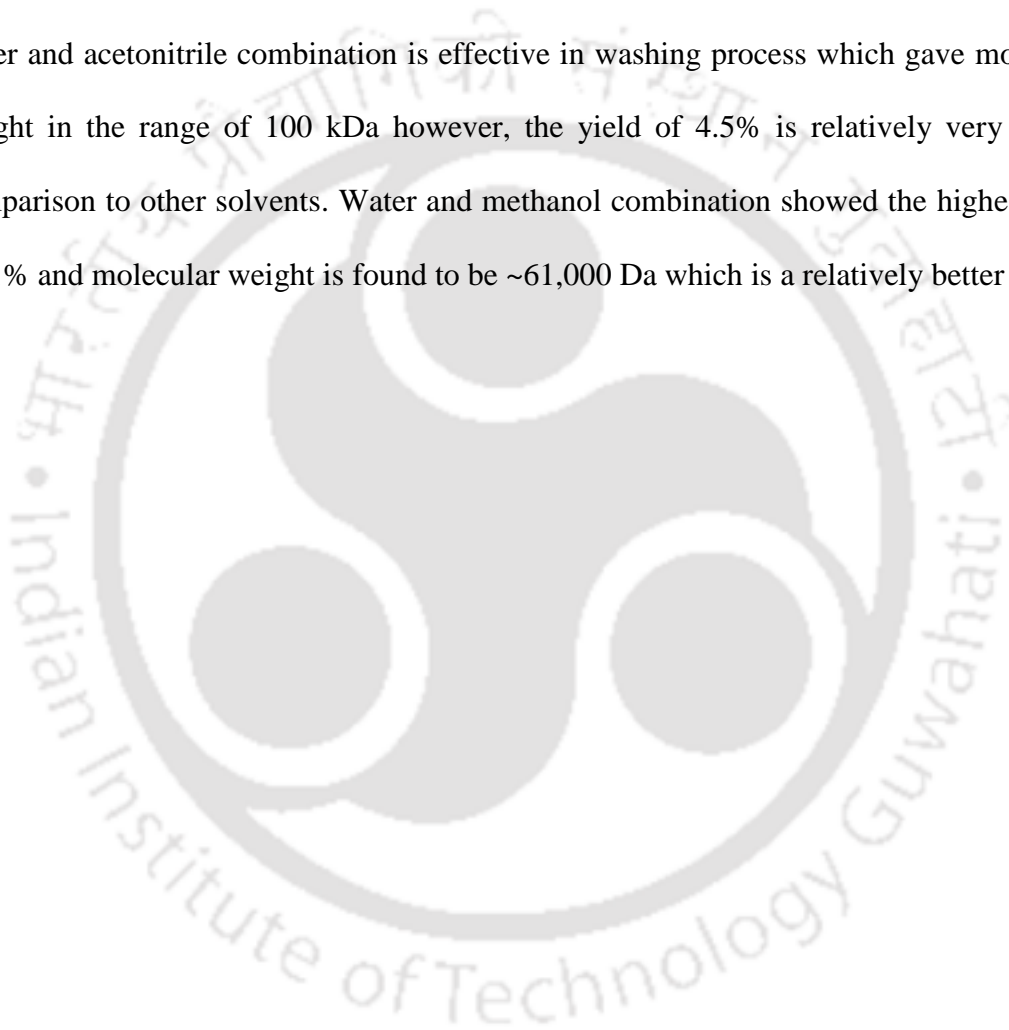 er and acetonitrile combination is effective in washing process which gave mo
ght in the range of 100 kDa however, the yield of 4.5% is relatively very
nparison to other solvents. Water and methanol combination showed the highe
% and molecular weight is found to be ~61,000 Da which is a relatively better
Indian Institute of Technology Guwahati